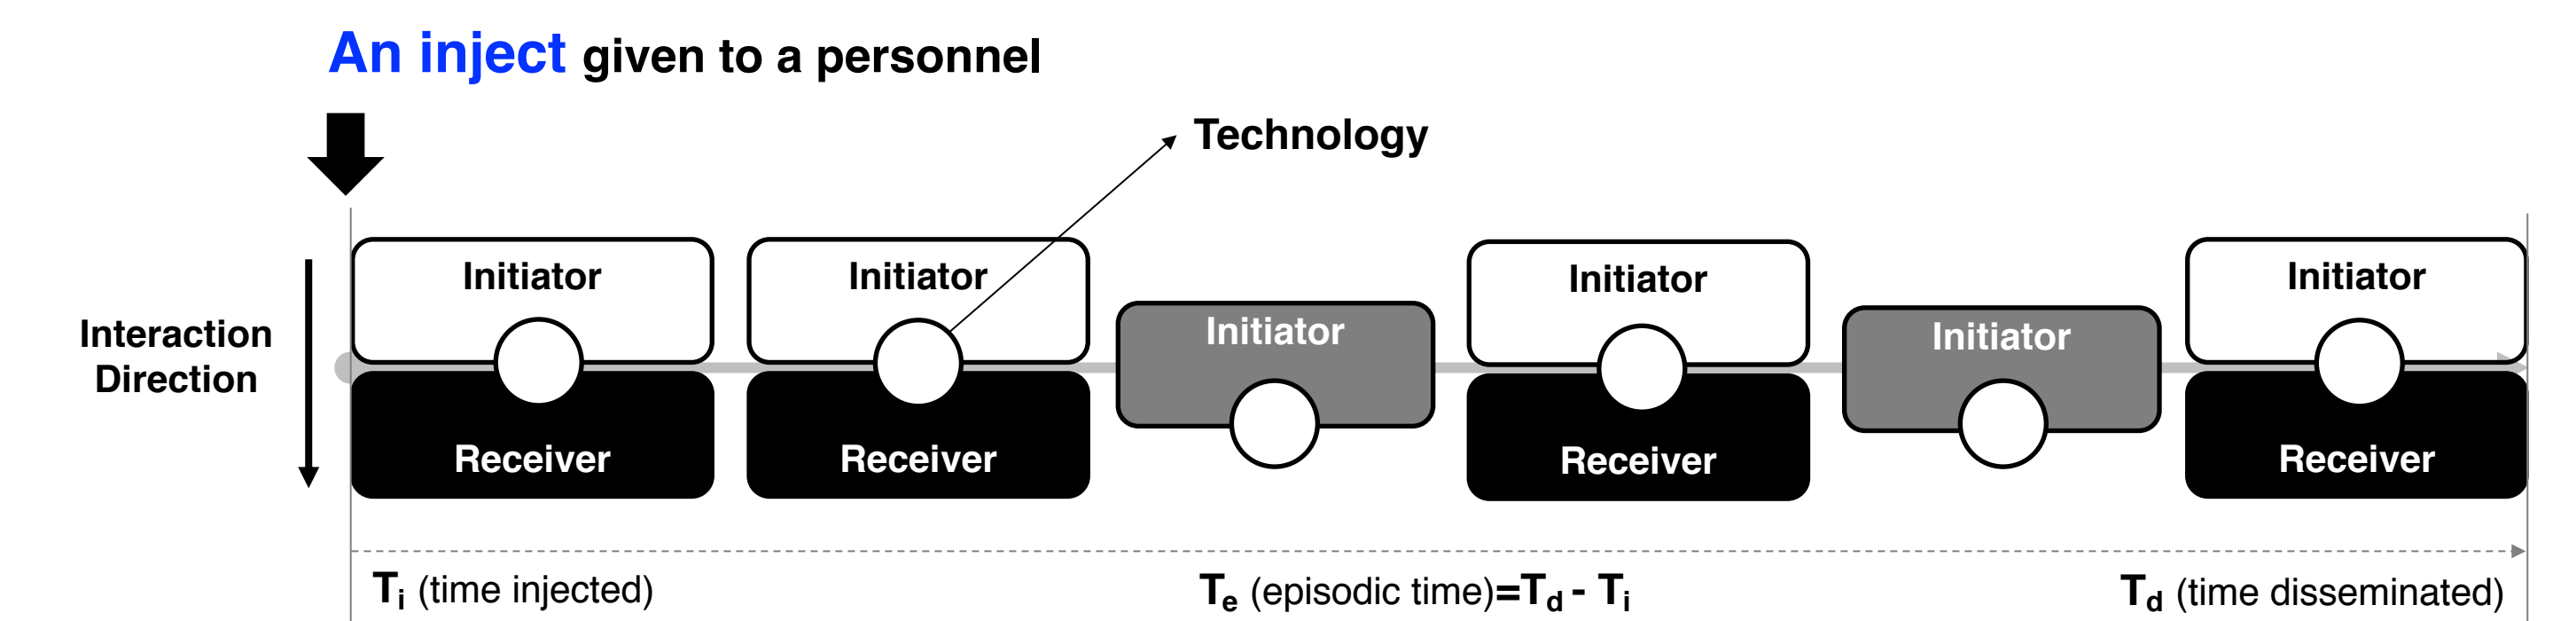 An inject given to a personnel
Technology
Interaction
Direction
Initiator
Receiver
Initiator
Receiver
Initiator
Initiator
Receiver
Initiator
Initiator
Receiver
Ti (time injected)
Te (episodic time)=Td - Ti
Td (time disseminated)